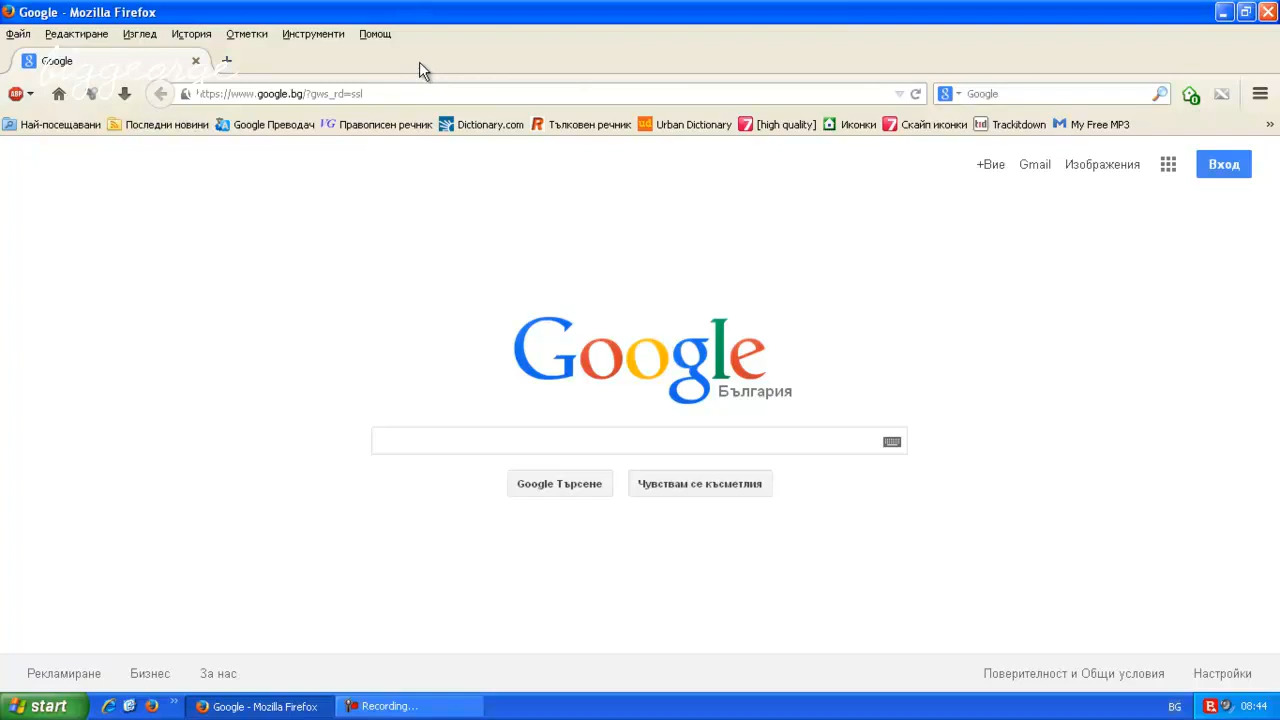 Google - Mozilla Firefox
Файл Редактиране Изглед История Отметки Инструменти Помощ
Google
biggeorge
https://www.google.bg/?gws_rd=ssl Google
Най-посещавани Последни новини Google Преводач Правописен речник Dictionary.com Тълковен речник Urban Dictionary [high quality] Иконки Скайп иконки Trackitdown My Free MP3
+Вие Gmail Изображения Вход
Google
България
Google Търсене Чувствам се късметлия
Рекламиране Бизнес За нас Поверителност и Общи условия Настройки
start Google - Mozilla Firefox Recording... BG 08:44